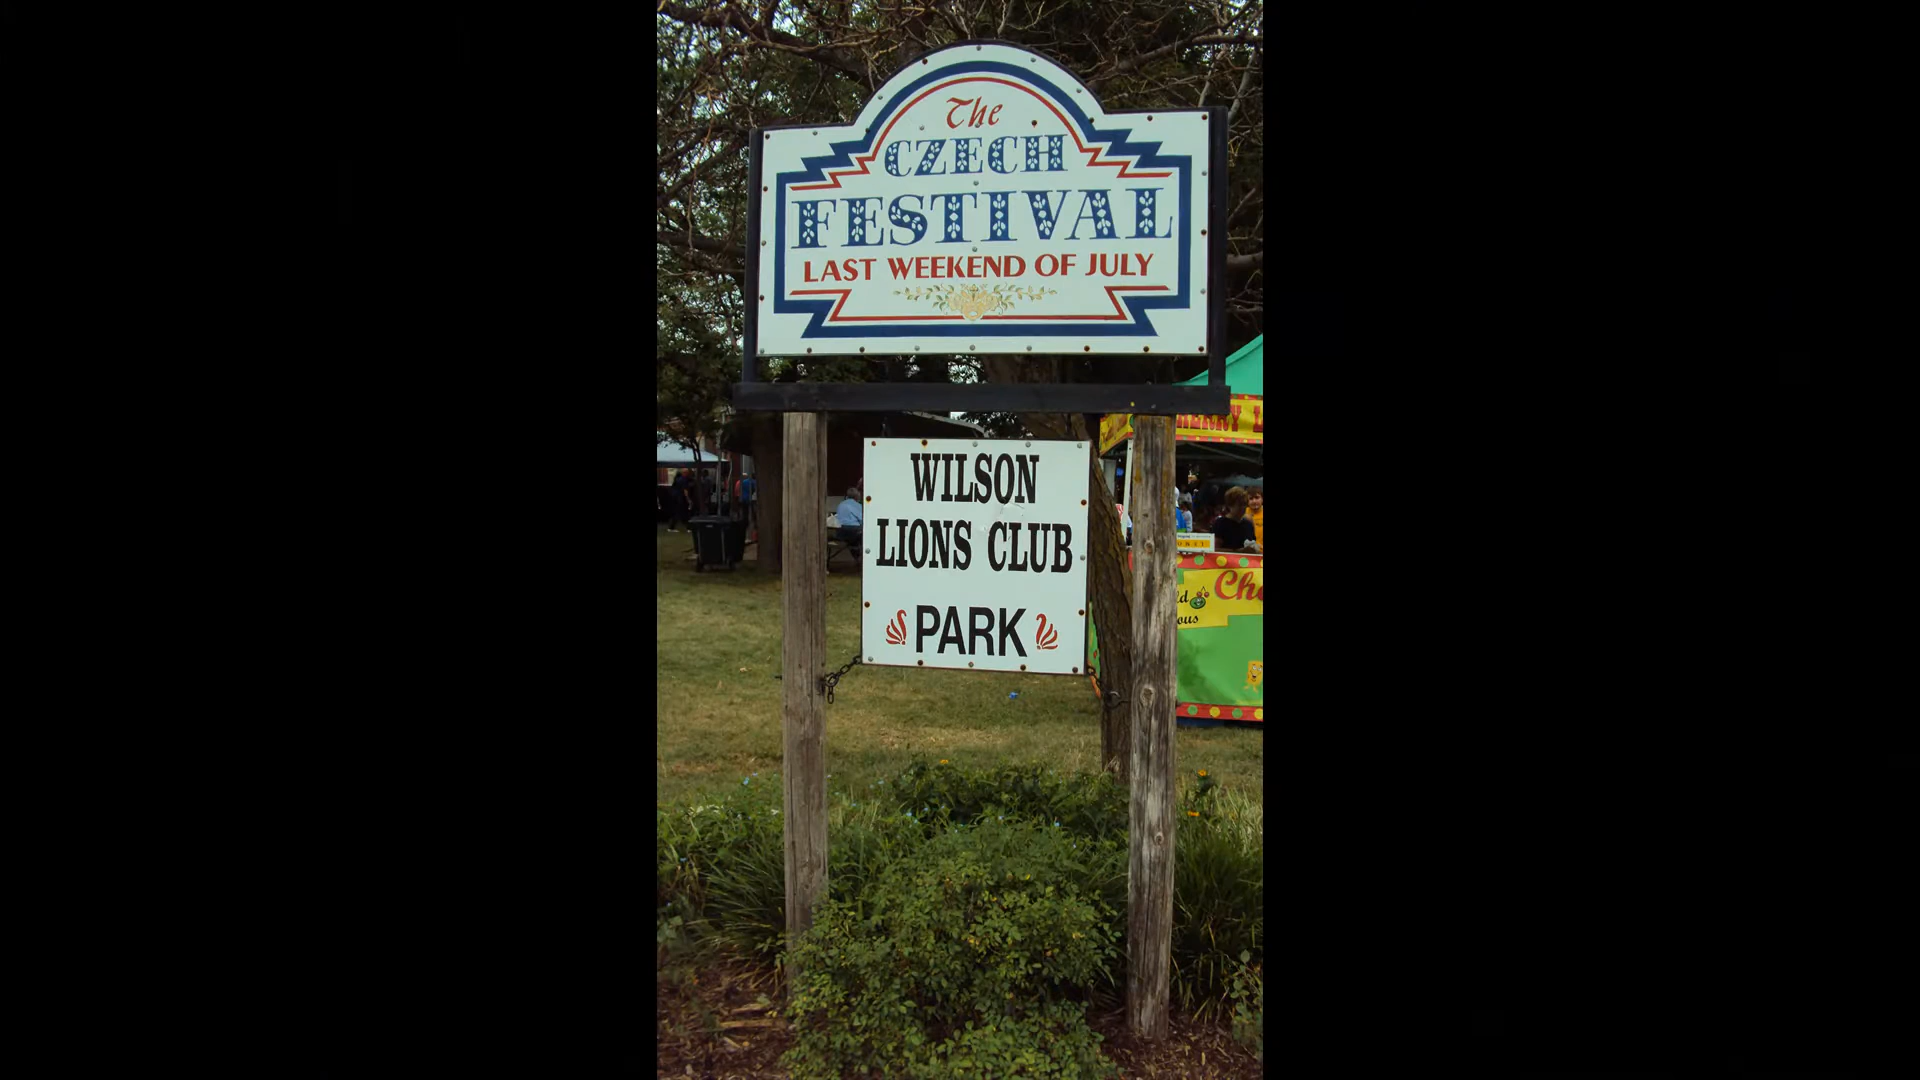 The
CZECH
FESTIVAL
LAST WEEKEND OF JULY
WILSON
LIONS CLUB
PARK